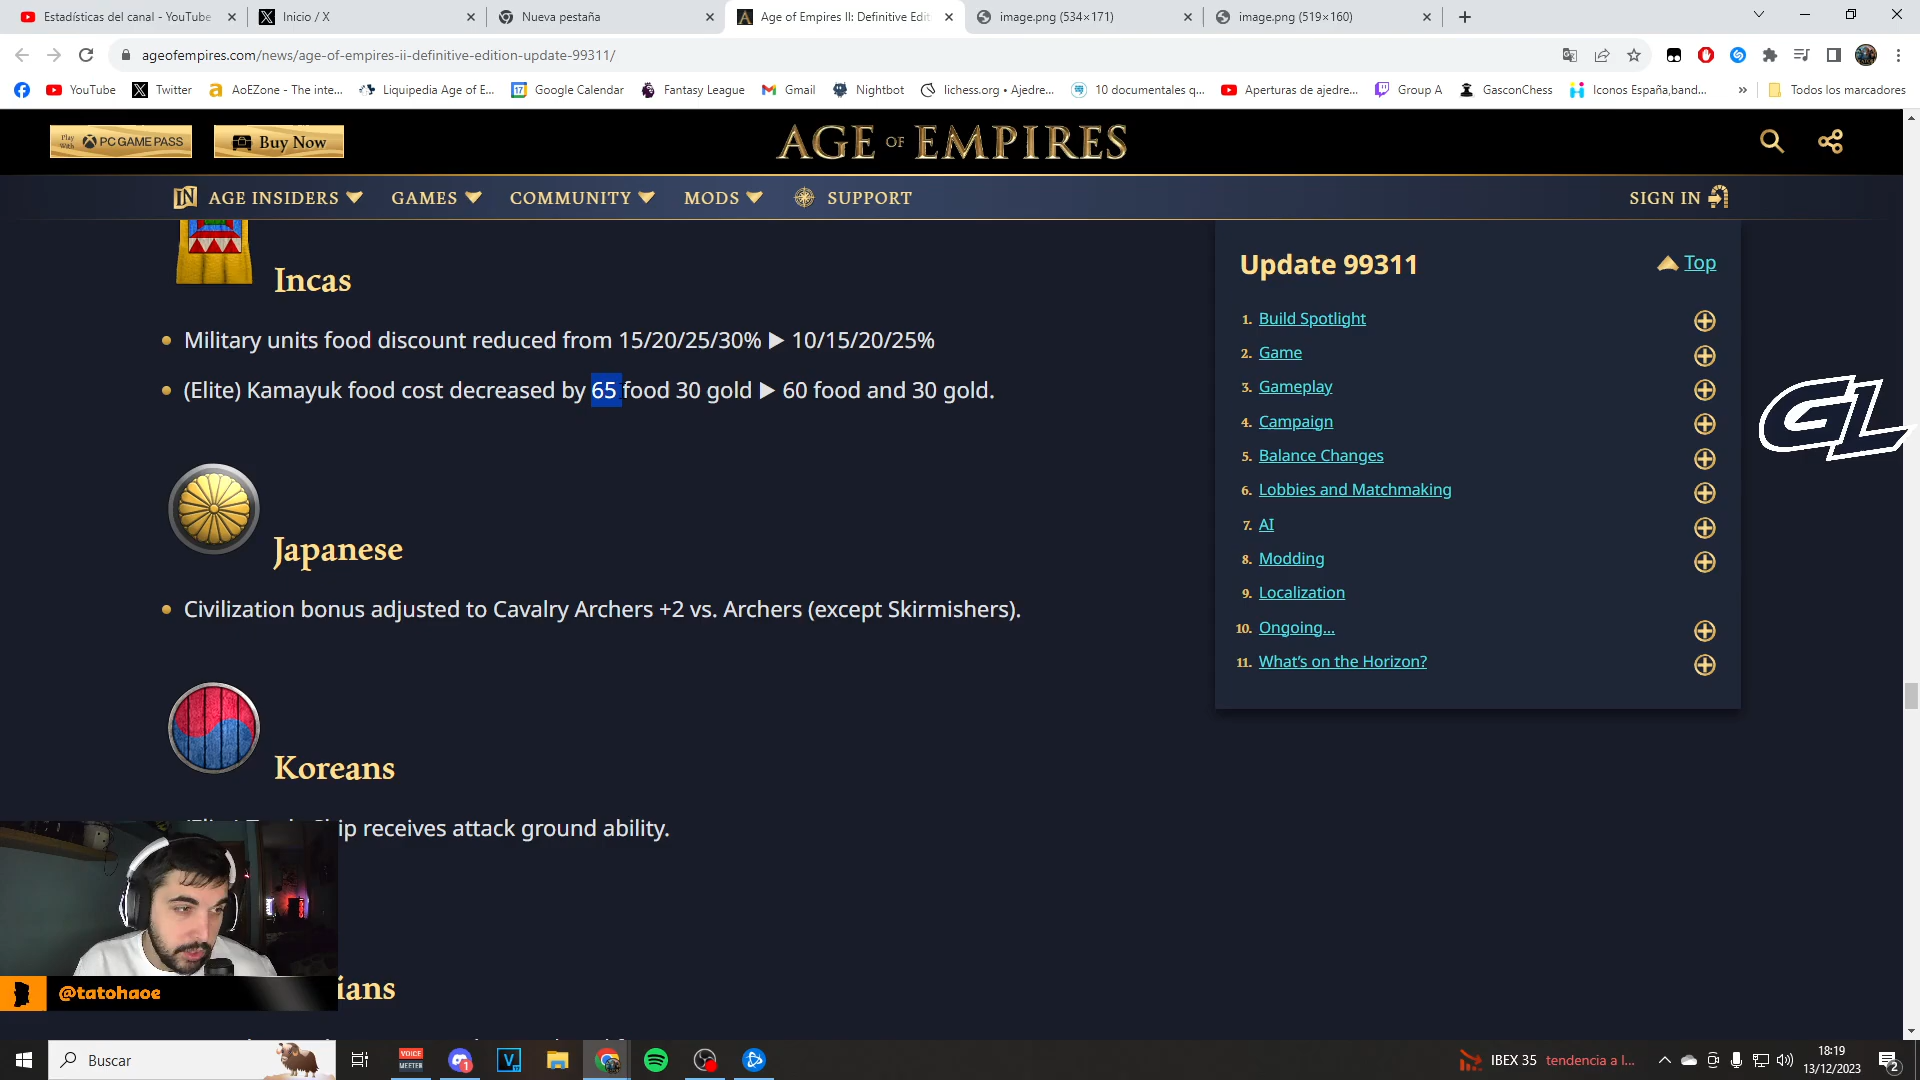 Estadísticas del canal - YouTube
Inicio / X
Nueva pestaña
Age of Empires II: Definitive Edit
image.png (534×171)
image.png (519×160)
ageofempires.com/news/age-of-empires-ii-definitive-edition-update-99311/
YouTube
Twitter
AoEZone - The inte...
Liquipedia Age of E...
Google Calendar
Fantasy League
Gmail
Nightbot
lichess.org • Ajedre...
10 documentales q...
Aperturas de ajedre...
Group A
GasconChess
Iconos España,band...
»
Todos los marcadores
Play With PC GAME PASS
Buy Now
AGE OF EMPIRES
IN AGE INSIDERS
GAMES
COMMUNITY
MODS
SUPPORT
SIGN IN
Incas
Military units food discount reduced from 15/20/25/30% ► 10/15/20/25%
(Elite) Kamayuk food cost decreased by 65 food 30 gold ► 60 food and 30 gold.
Japanese
Civilization bonus adjusted to Cavalry Archers +2 vs. Archers (except Skirmishers).
Koreans
ip receives attack ground ability.
ians
Update 99311
Top
1. Build Spotlight
2. Game
3. Gameplay
4. Campaign
5. Balance Changes
6. Lobbies and Matchmaking
7. AI
8. Modding
9. Localization
10. Ongoing...
11. What's on the Horizon?
GL
@tatohaoe
Buscar
VOICE MEETER
1
V
IBEX 35 tendencia a l...
18:19
13/12/2023
2